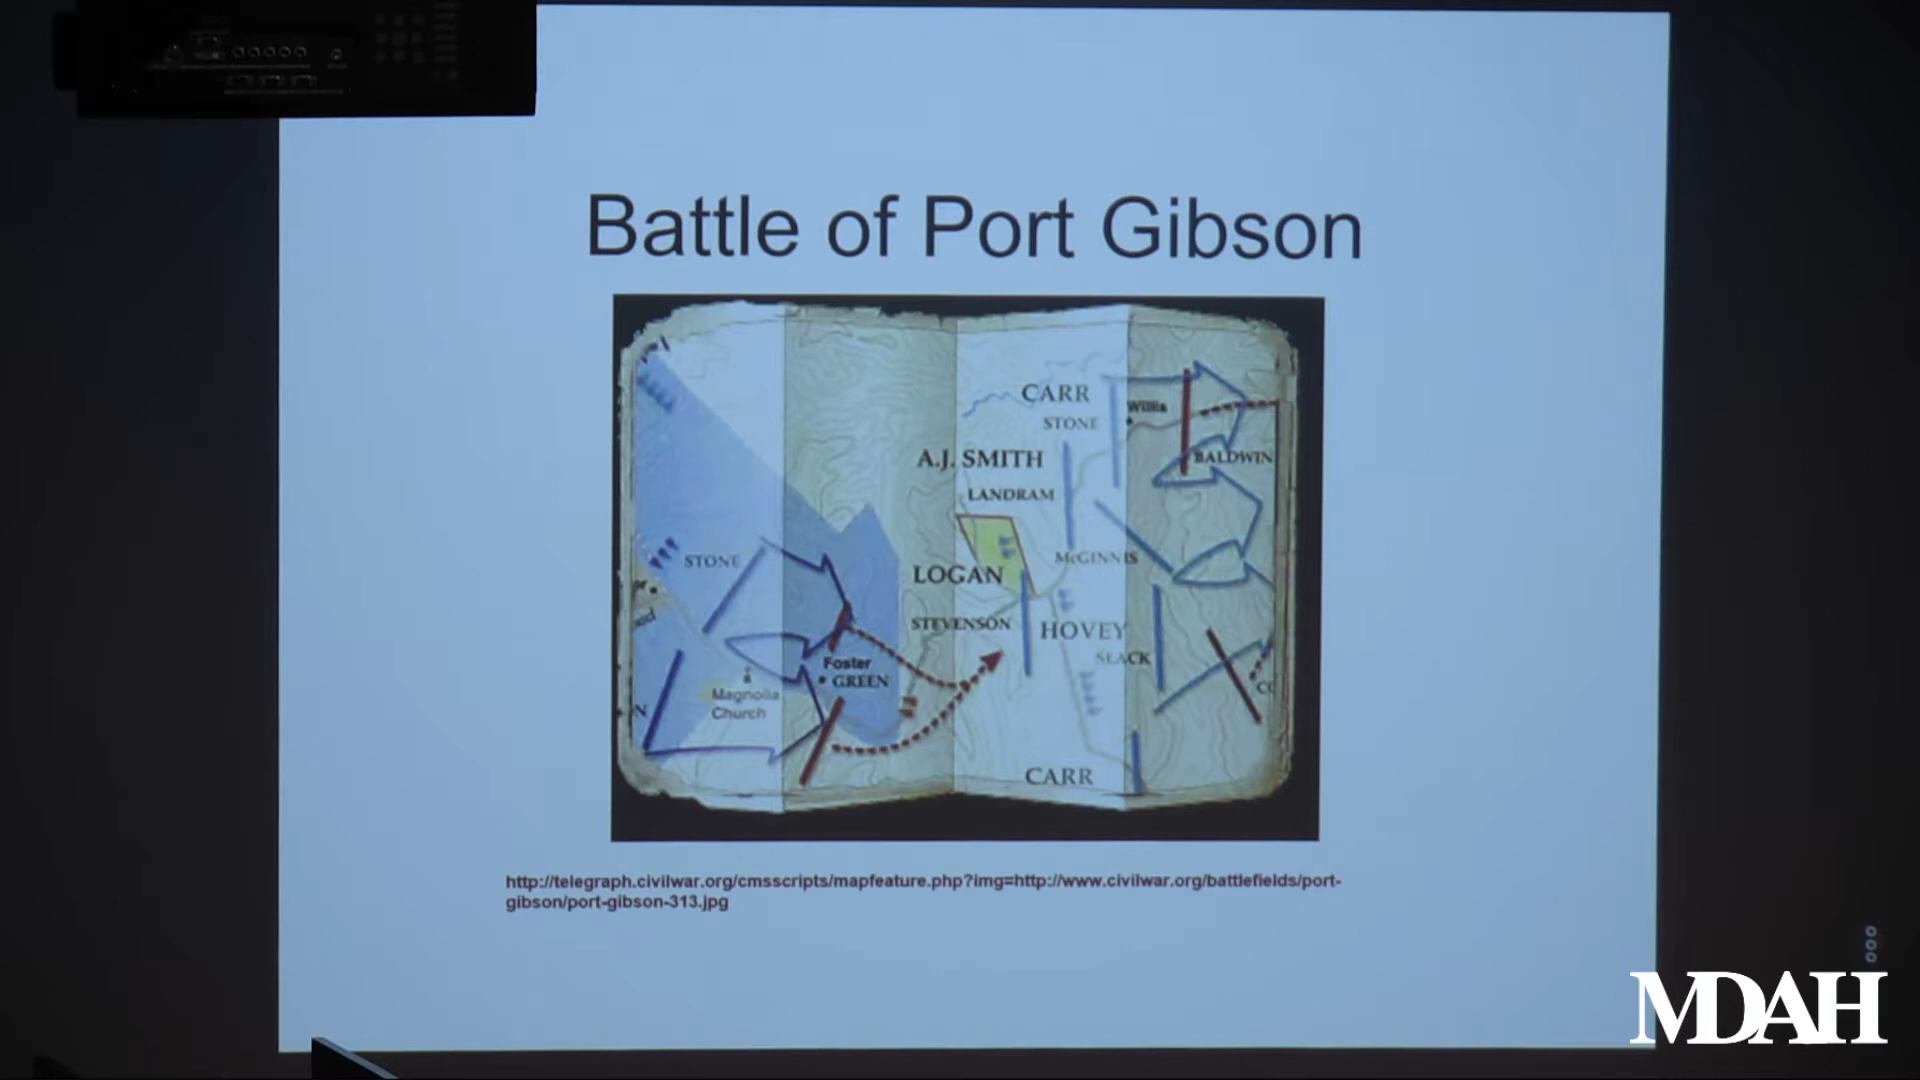 Battle of Port Gibson
CARR
STONE
Willis
A.J. SMITH
BALDWIN
LANDRAM
STONE
McGINNIS
LOGAN
STEVENSON
HOVEY
SLACK
Foster
GREEN
Magnolia
Church
CARR
http://telegraph.civilwar.org/cmsscripts/mapfeature.php?img=http://www.civilwar.org/battlefields/port-
gibson/port-gibson-313.jpg
MDAH